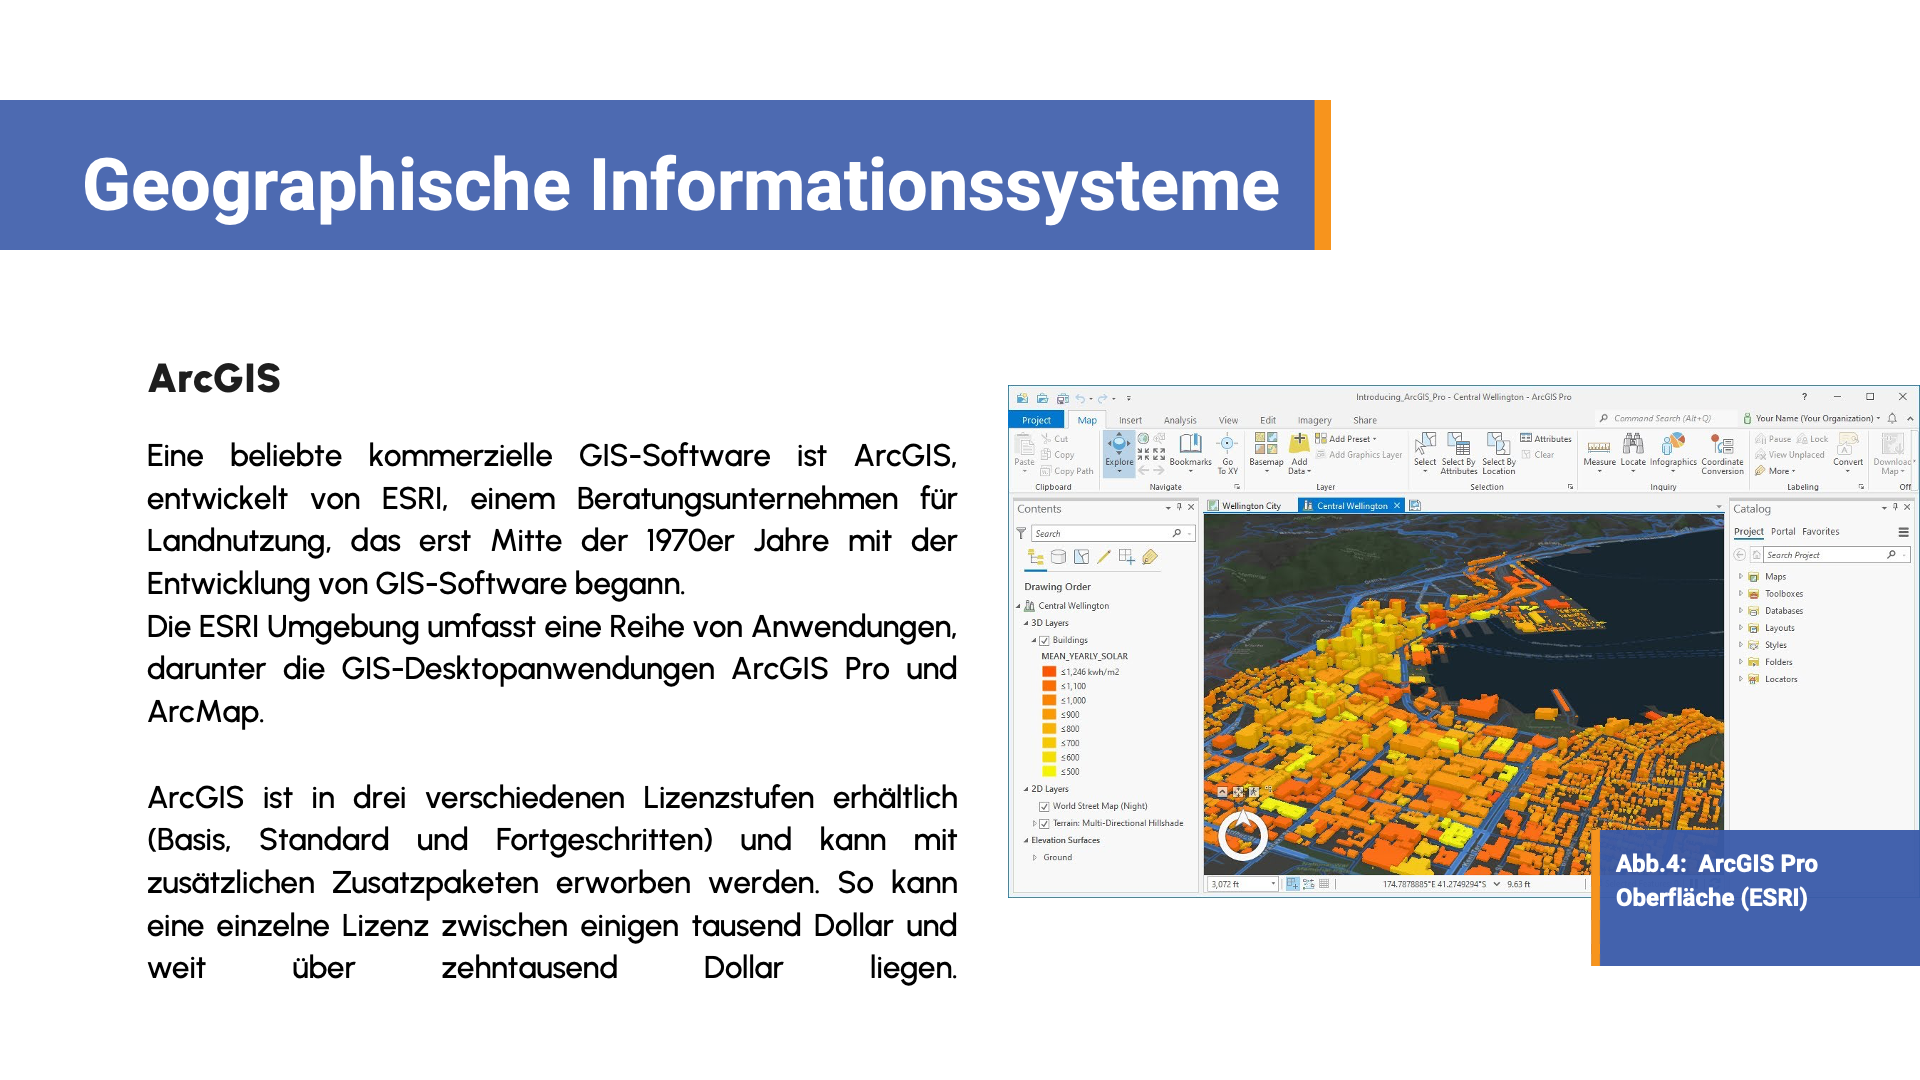 Geographische Informationssysteme
ArcGIS
Eine beliebte kommerzielle GIS-Software ist ArcGIS,
entwickelt von ESRI, einem Beratungsunternehmen für
Landnutzung, das erst Mitte der 1970er Jahre mit der
Entwicklung von GIS-Software begann.
Die ESRI Umgebung umfasst eine Reihe von Anwendungen,
darunter die GIS-Desktopanwendungen ArcGIS Pro und
ArcMap.
ArcGIS ist in drei verschiedenen Lizenzstufen erhältlich
(Basis, Standard und Fortgeschritten) und kann mit
zusätzlichen Zusatzpaketen erworben werden. So kann
eine einzelne Lizenz zwischen einigen tausend Dollar und
weit über zehntausend Dollar liegen.
Introducing_ArcGIS_Pro - Central Wellington - ArcGIS Pro
Project Map Insert Analysis View Edit Imagery Share
Command Search (Alt+Q)
Your Name (Your Organization)
Paste
Cut
Copy
Copy Path
Clipboard
Explore
Bookmarks
Go To XY
Navigate
Basemap
Add Data
Add Preset
Add Graphics Layer
Layer
Select
Select By Attributes
Select By Location
Attributes
Clear
Selection
Measure
Locate
Infographics
Coordinate Conversion
Inquiry
Pause
Lock
View Unplaced
More
Convert
Labeling
Download Map
Off
Contents
Search
Drawing Order
Central Wellington
3D Layers
Buildings
MEAN_YEARLY_SOLAR
≤1,246 kwh/m2
≤1,100
≤1,000
≤900
≤800
≤700
≤600
≤500
2D Layers
World Street Map (Night)
Terrain: Multi-Directional Hillshade
Elevation Surfaces
Ground
Wellington City
Central Wellington
3,072 ft
174.7878885°E 41.2749294°S
9.63 ft
Catalog
Project Portal Favorites
Search Project
Maps
Toolboxes
Databases
Layouts
Styles
Folders
Locators
Abb.4: ArcGIS Pro
Oberfläche (ESRI)